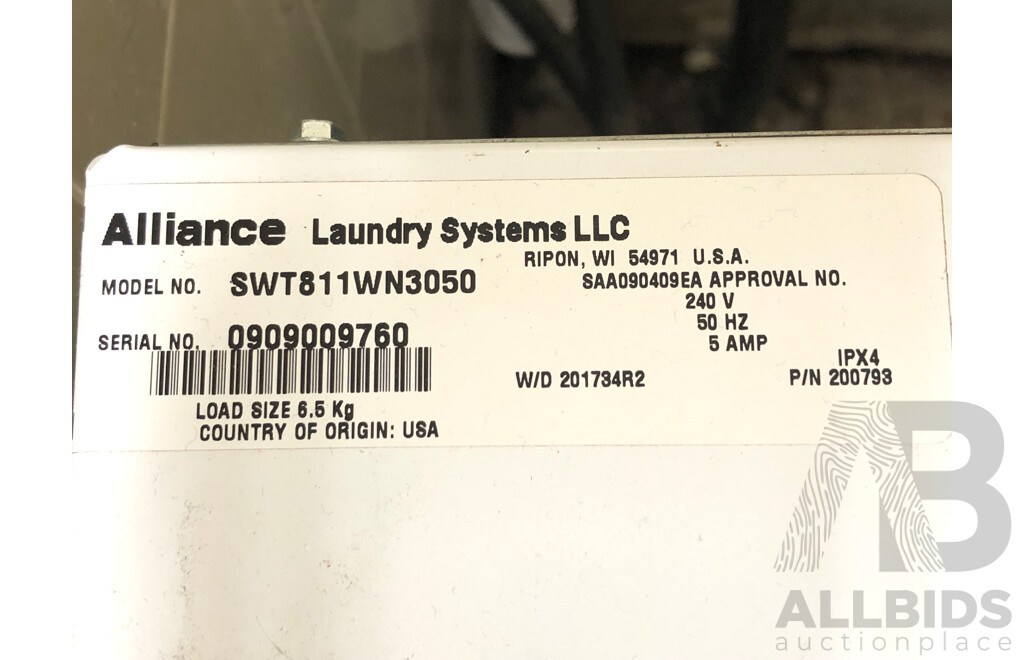 Alliance Laundry Systems LLC
RIPON, WI 54971 U.S.A.
MODEL NO. SWT811WN3050
SAA090409EA APPROVAL NO.
240 V
50 HZ
SERIAL NO. 0909009760
5 AMP
IPX4
W/D 201734R2 P/N 200793
LOAD SIZE 6.5 Kg
COUNTRY OF ORIGIN: USA
AB
ALLBIDS
auctionplace